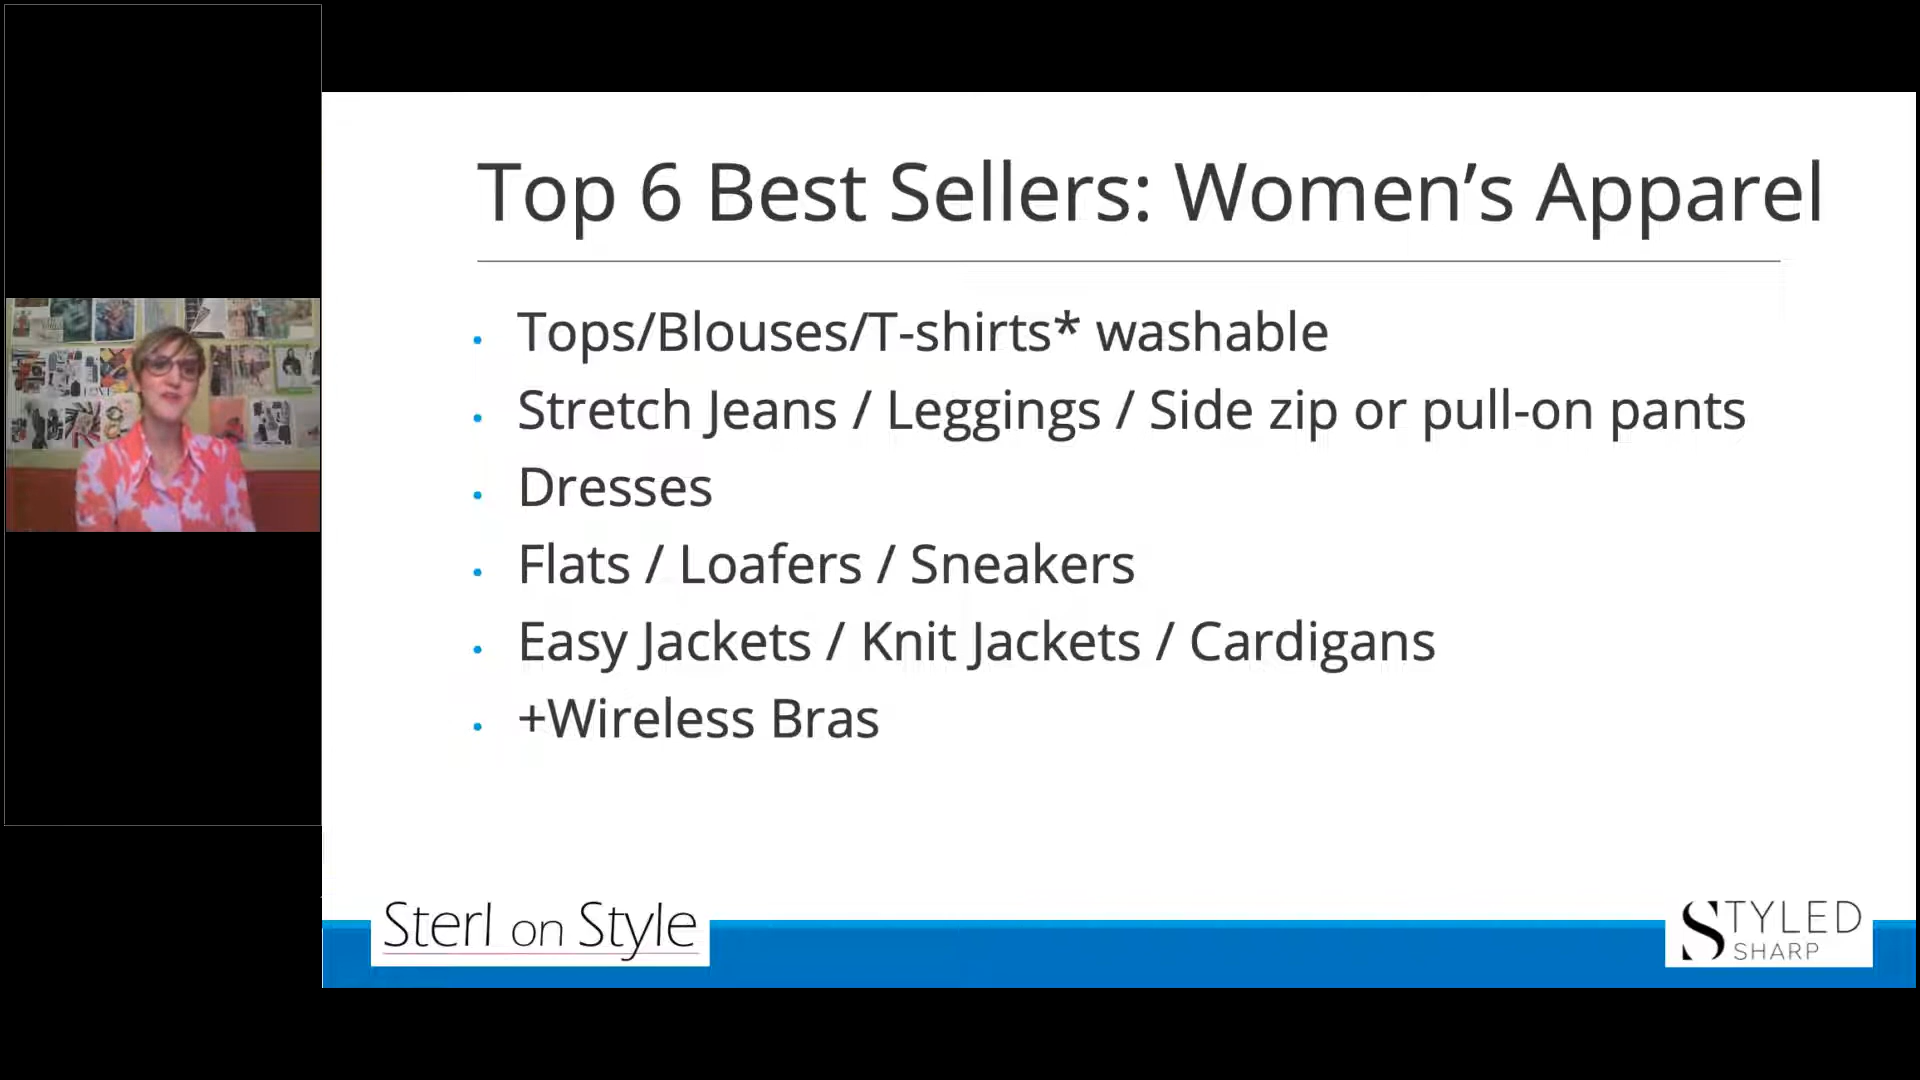 Top 6 Best Sellers: Women’s Apparel
• Tops/Blouses/T-shirts* washable
• Stretch Jeans / Leggings / Side zip or pull-on pants
• Dresses
• Flats / Loafers / Sneakers
• Easy Jackets / Knit Jackets / Cardigans
• +Wireless Bras
Sterl on Style
STYLED
SHARP